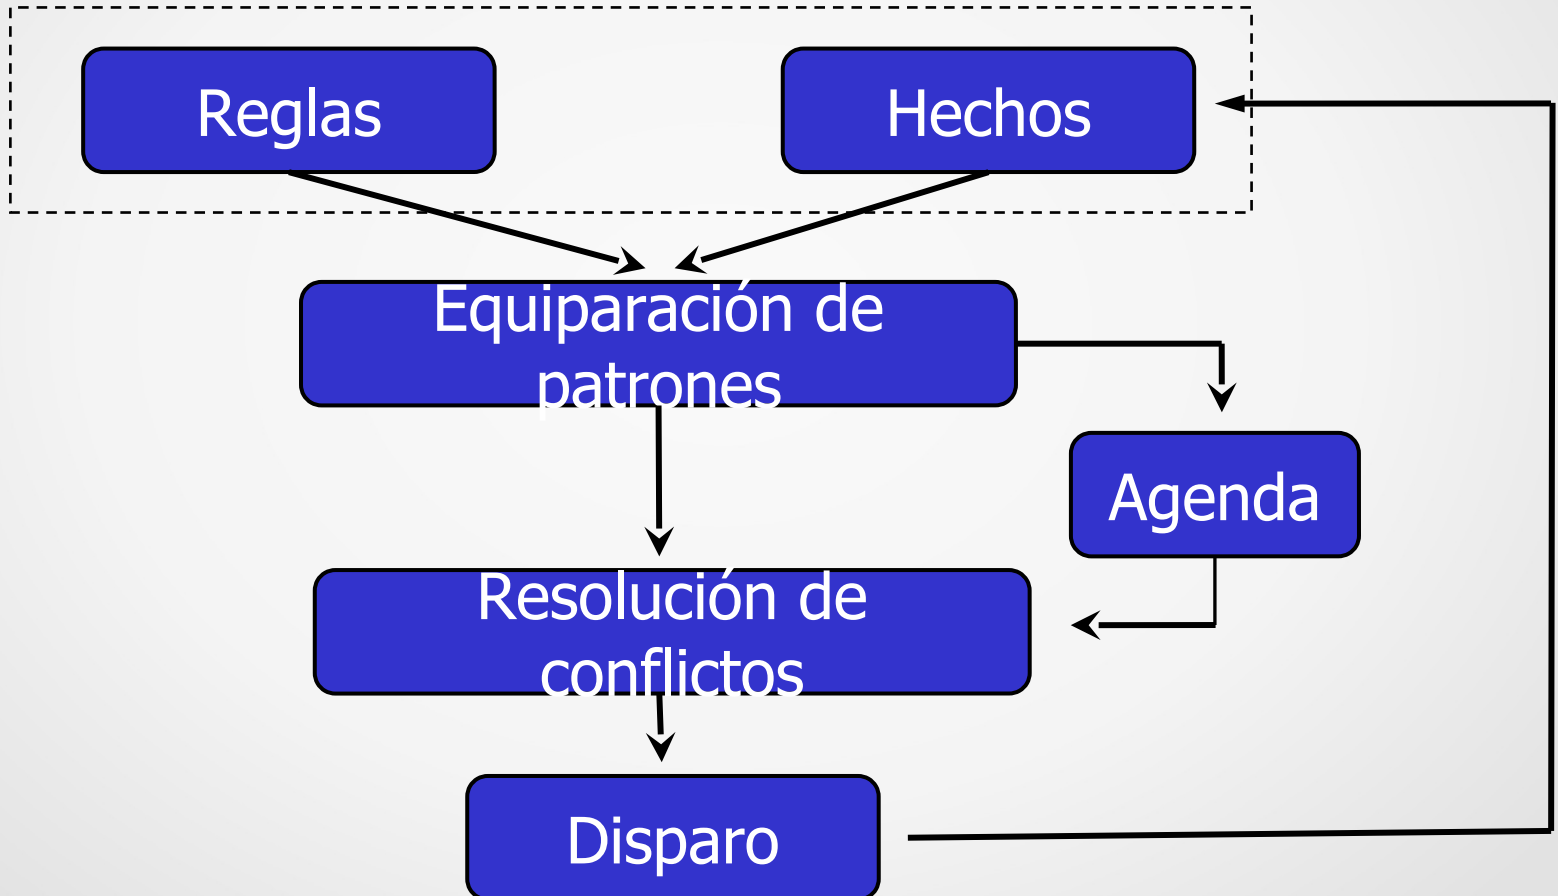 Reglas
Hechos
Equiparación de
patrones
Agenda
Resolución de
conflictos
Disparo